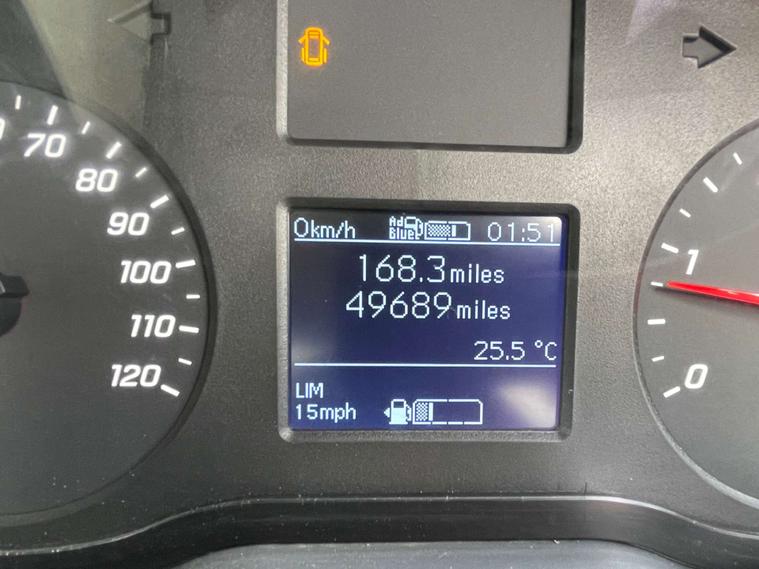 70
80
90
100
110
120
0km/h AdBlue 01:51
168.3 miles
49689 miles
25.5 °C
LIM
15mph
1
0